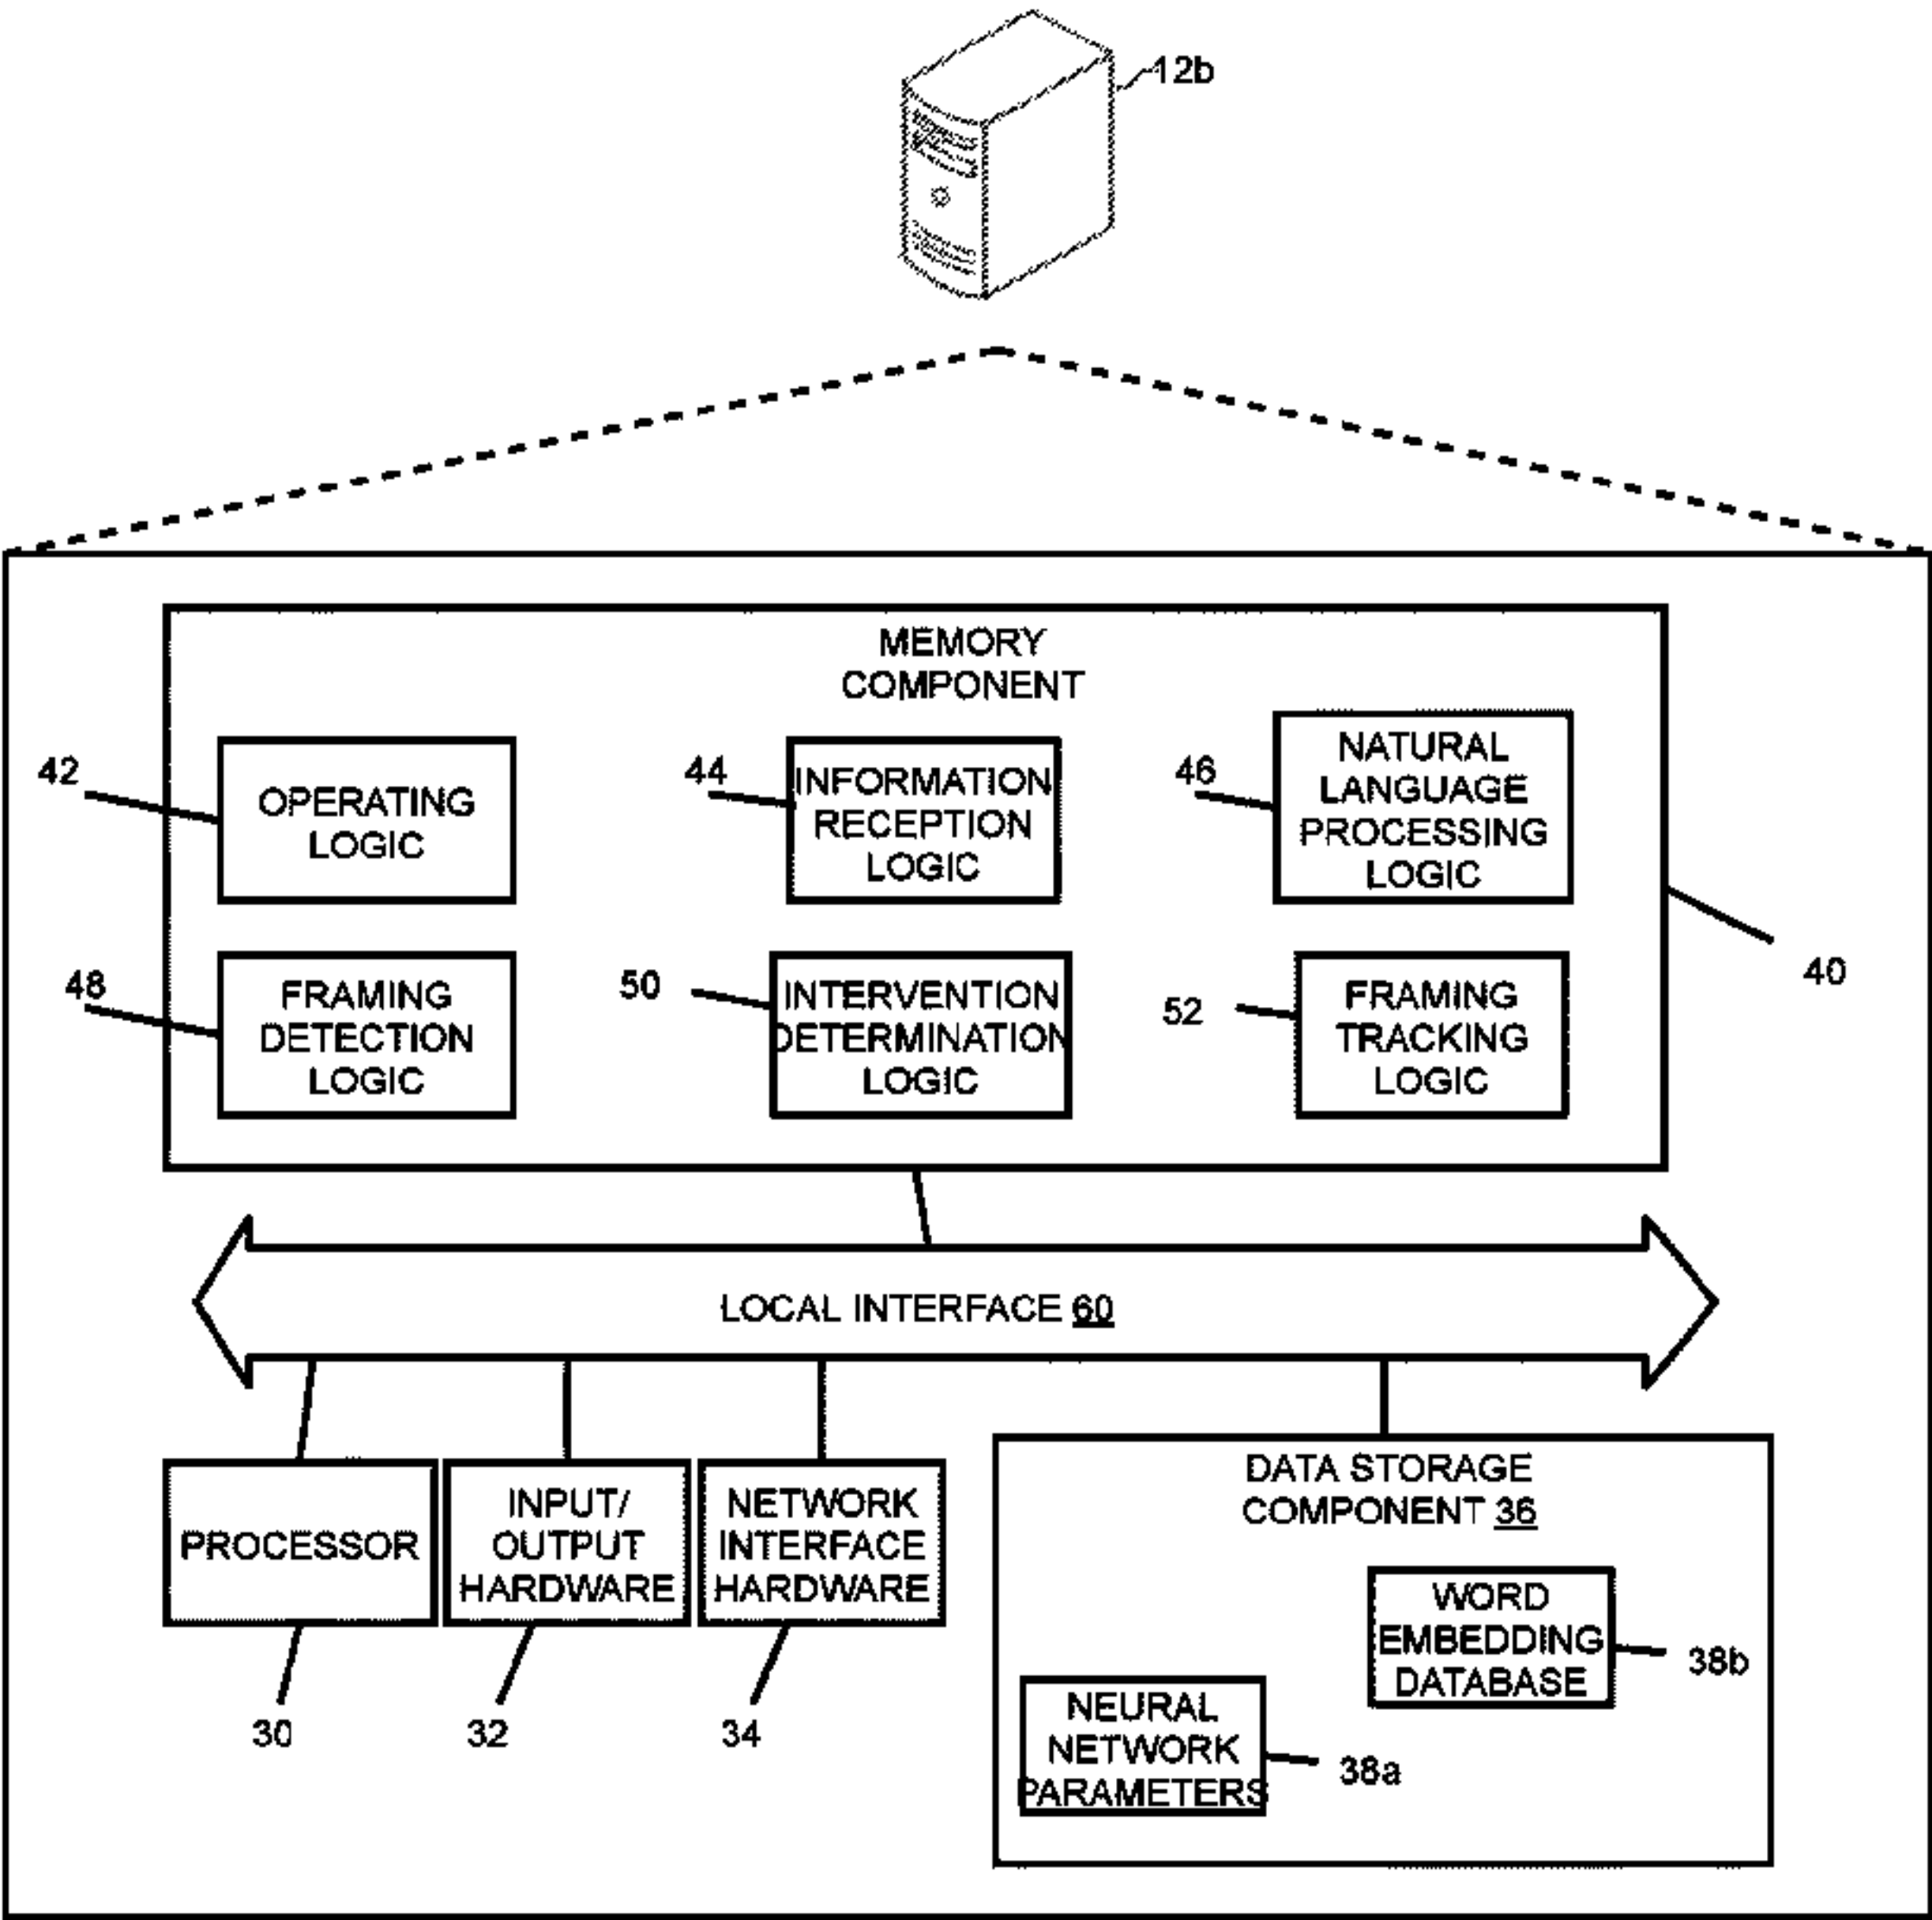 12b
MEMORY
COMPONENT
42
OPERATING
LOGIC
44
INFORMATION
RECEPTION
LOGIC
46
NATURAL
LANGUAGE
PROCESSING
LOGIC
40
48
FRAMING
DETECTION
LOGIC
50
INTERVENTION
DETERMINATION
LOGIC
52
FRAMING
TRACKING
LOGIC
LOCAL INTERFACE 60
PROCESSOR
30
INPUT/
OUTPUT
HARDWARE
32
NETWORK
INTERFACE
HARDWARE
34
DATA STORAGE
COMPONENT 36
WORD
EMBEDDING
DATABASE
38b
NEURAL
NETWORK
PARAMETERS
38a